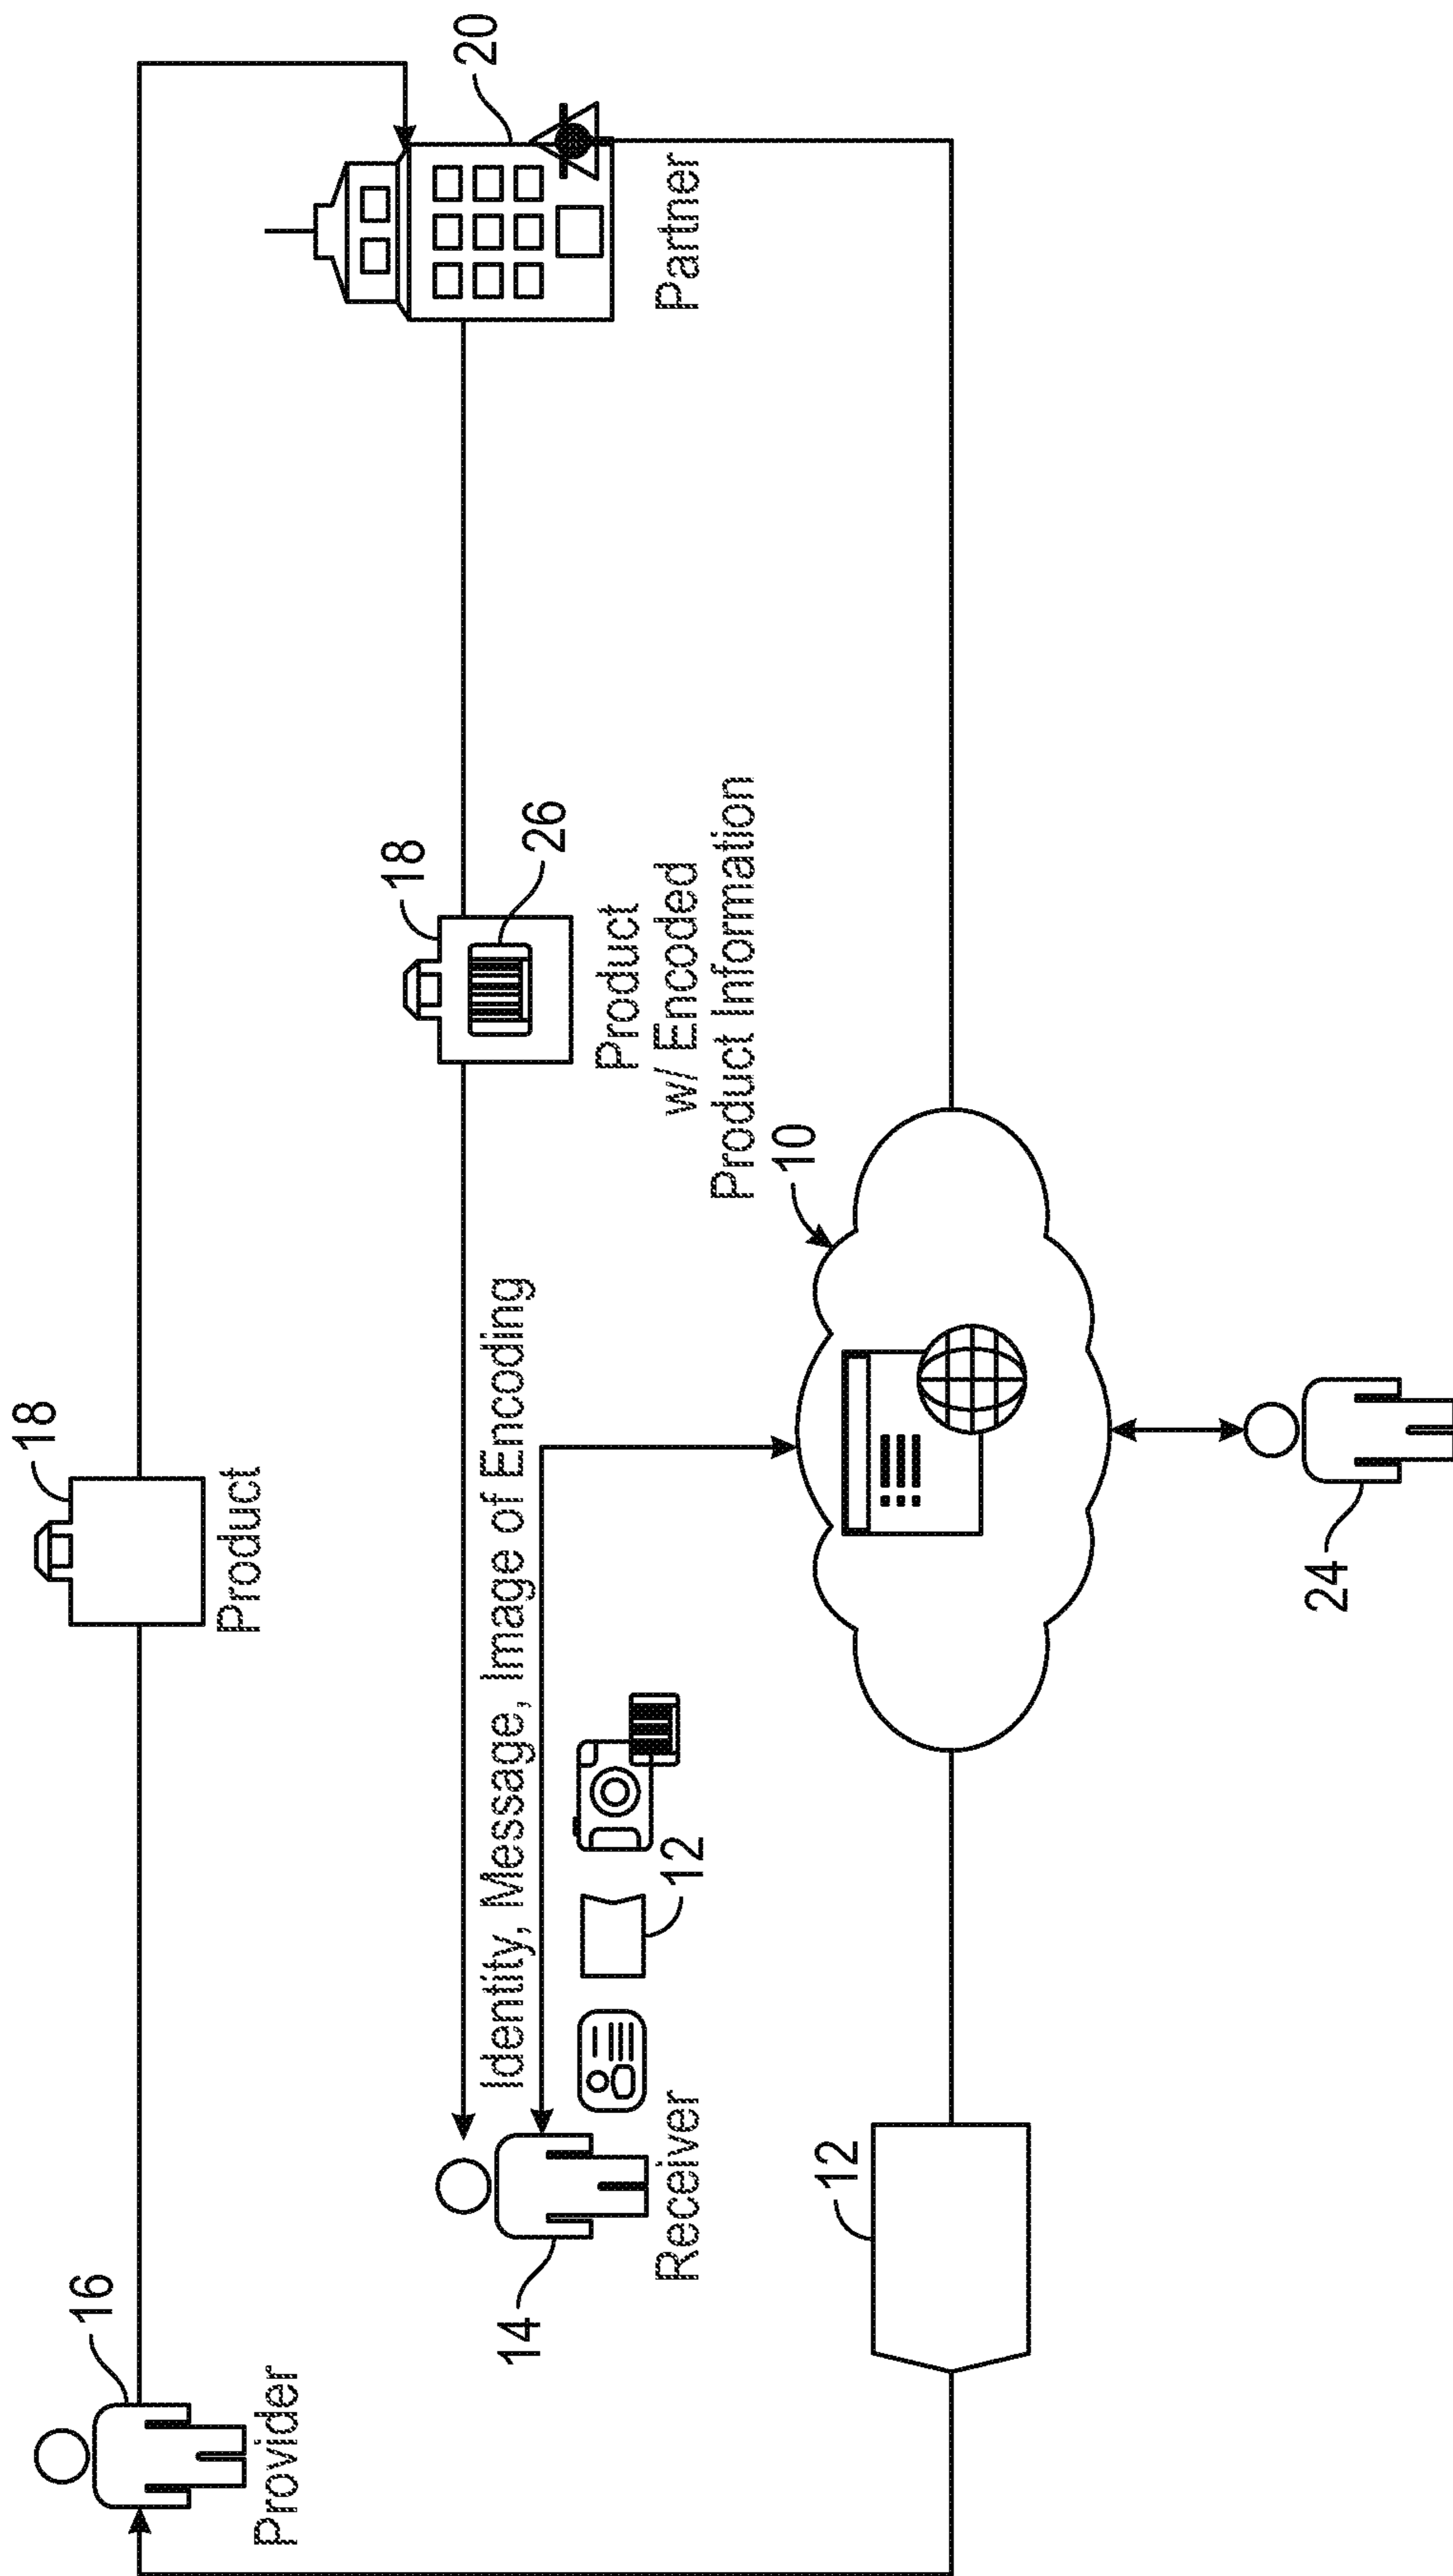 16
Provider
18
Product
20
Partner
18
26
Product
w/ Encoded
Product Information
Identity, Message, Image of Encoding
14
Receiver
12
10
12
24